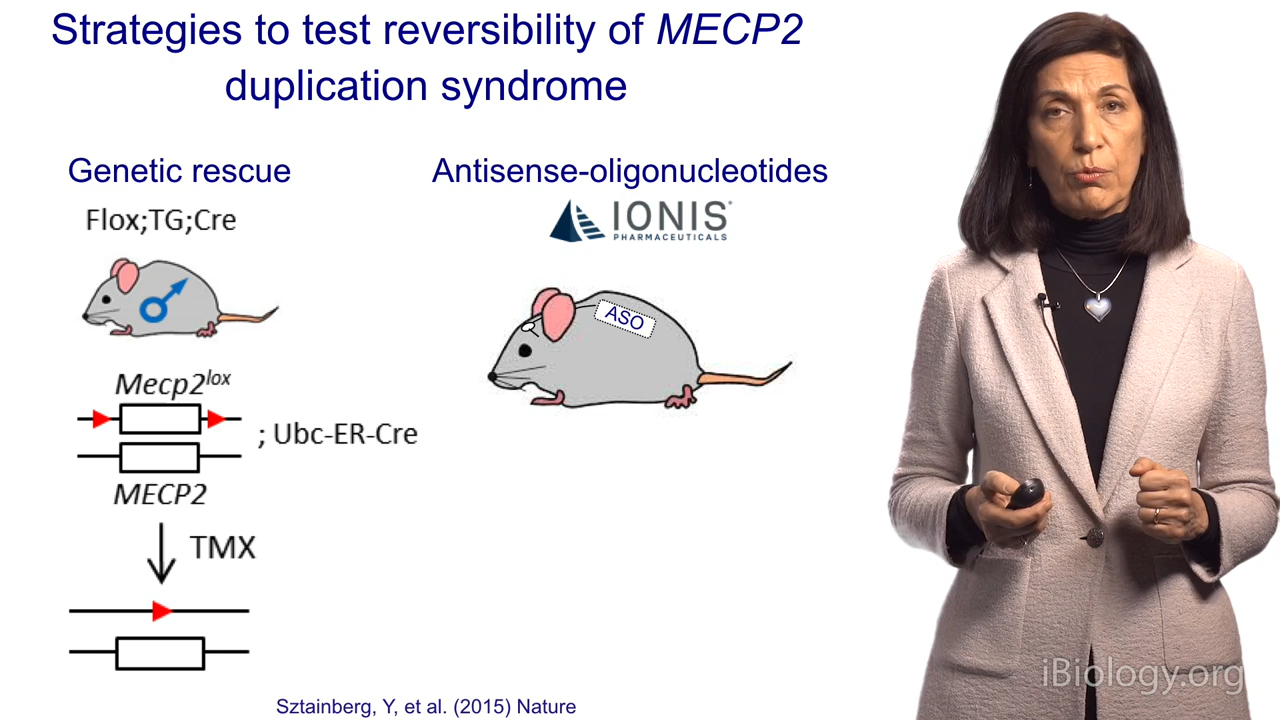 Strategies to test reversibility of MECP2
duplication syndrome
Genetic rescue
Flox;TG;Cre
Mecp2lox
; Ubc-ER-Cre
MECP2
TMX
Antisense-oligonucleotides
IONIS
PHARMACEUTICALS
ASO
Sztainberg, Y, et al. (2015) Nature
iBiology.org